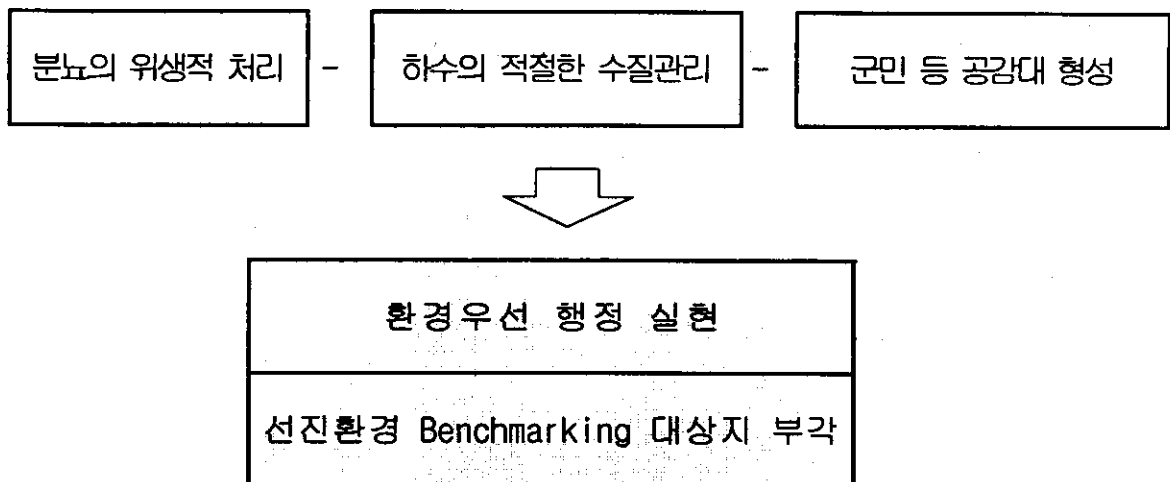 분뇨의 위생적 처리 - 하수의 적절한 수질관리 - 군민 등 공감대 형성
환경우선 행정 실현
선진환경 Benchmarking 대상지 부각